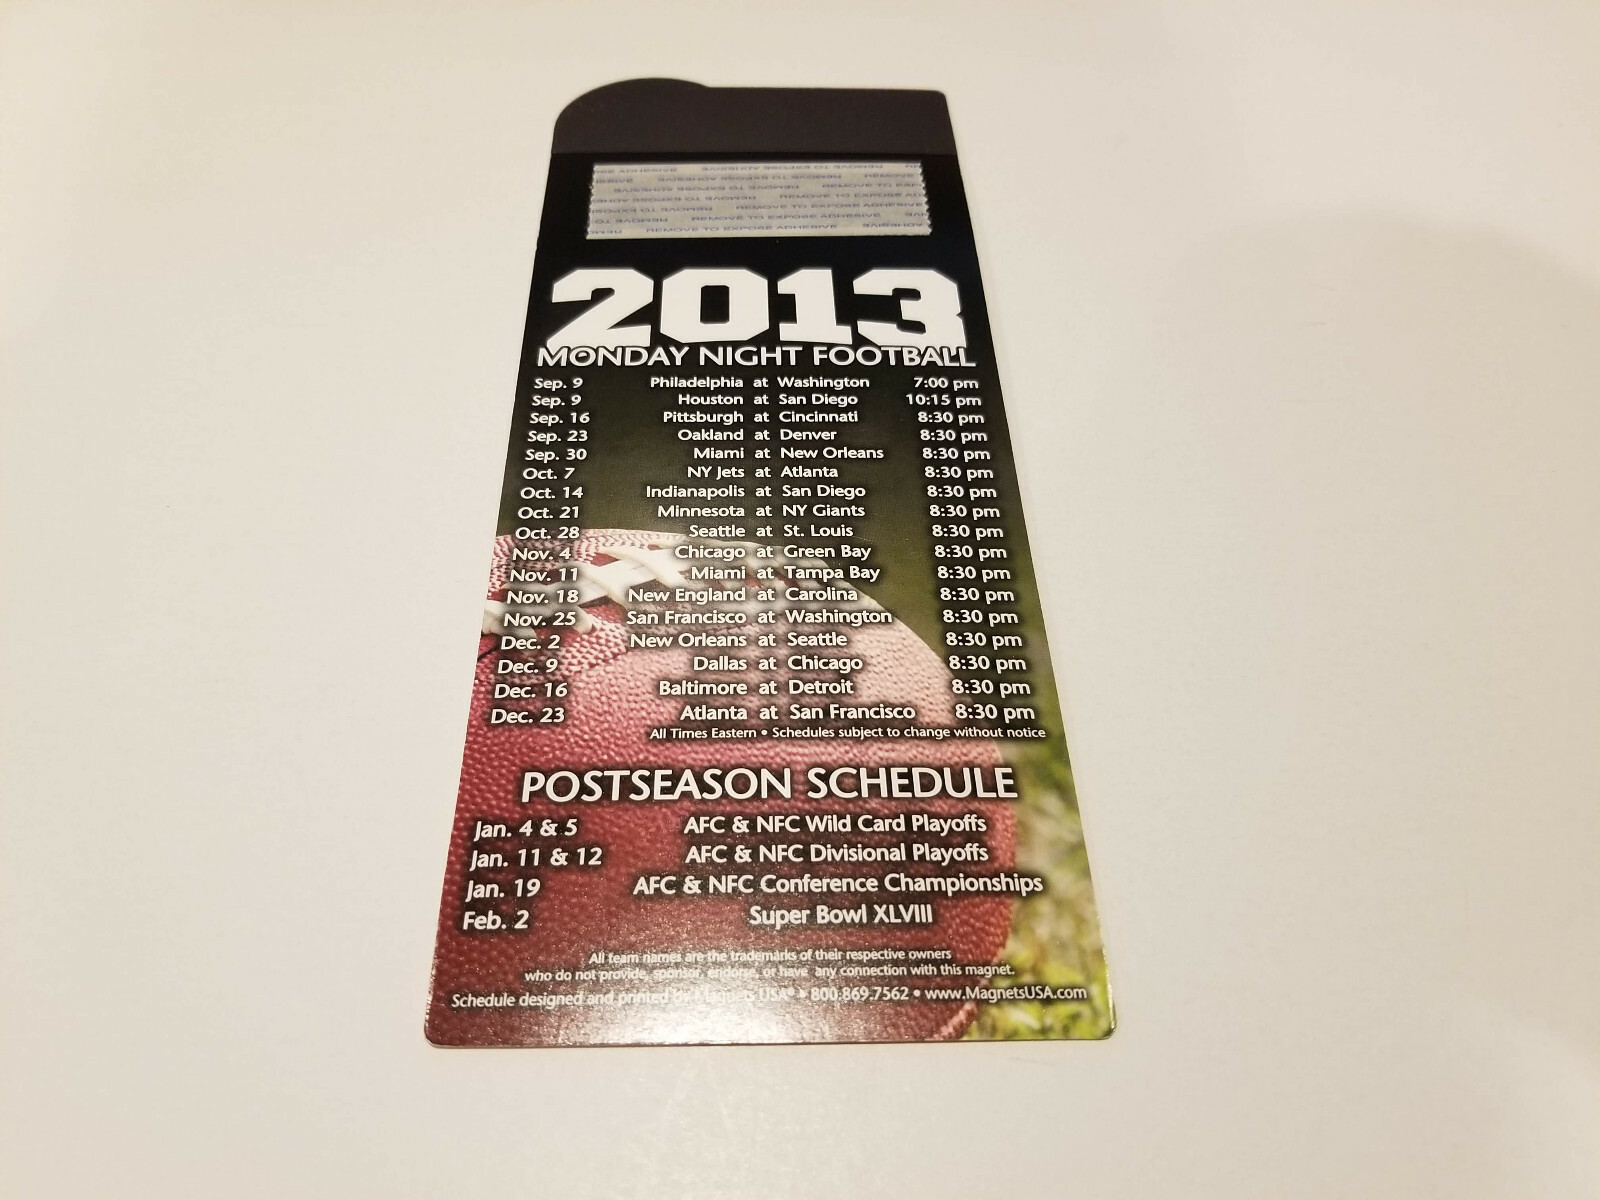 REMOVE TO EXPOSE ADHESIVE
2013
MONDAY NIGHT FOOTBALL
Sep. 9 Philadelphia at Washington 7:00 pm
Sep. 9 Houston at San Diego 10:15 pm
Sep. 16 Pittsburgh at Cincinnati 8:30 pm
Sep. 23 Oakland at Denver 8:30 pm
Sep. 30 Miami at New Orleans 8:30 pm
Oct. 7 NY Jets at Atlanta 8:30 pm
Oct. 14 Indianapolis at San Diego 8:30 pm
Oct. 21 Minnesota at NY Giants 8:30 pm
Oct. 28 Seattle at St. Louis 8:30 pm
Nov. 4 Chicago at Green Bay 8:30 pm
Nov. 11 Miami at Tampa Bay 8:30 pm
Nov. 18 New England at Carolina 8:30 pm
Nov. 25 San Francisco at Washington 8:30 pm
Dec. 2 New Orleans at Seattle 8:30 pm
Dec. 9 Dallas at Chicago 8:30 pm
Dec. 16 Baltimore at Detroit 8:30 pm
Dec. 23 Atlanta at San Francisco 8:30 pm
All Times Eastern • Schedules subject to change without notice
POSTSEASON SCHEDULE
Jan. 4 & 5 AFC & NFC Wild Card Playoffs
Jan. 11 & 12 AFC & NFC Divisional Playoffs
Jan. 19 AFC & NFC Conference Championships
Feb. 2 Super Bowl XLVIII
All team names are the trademarks of their respective owners
who do not provide, sponsor, endorse, or have any connection with this magnet.
Schedule designed and printed by Magnets USA® • 800.869.7562 • www.MagnetsUSA.com